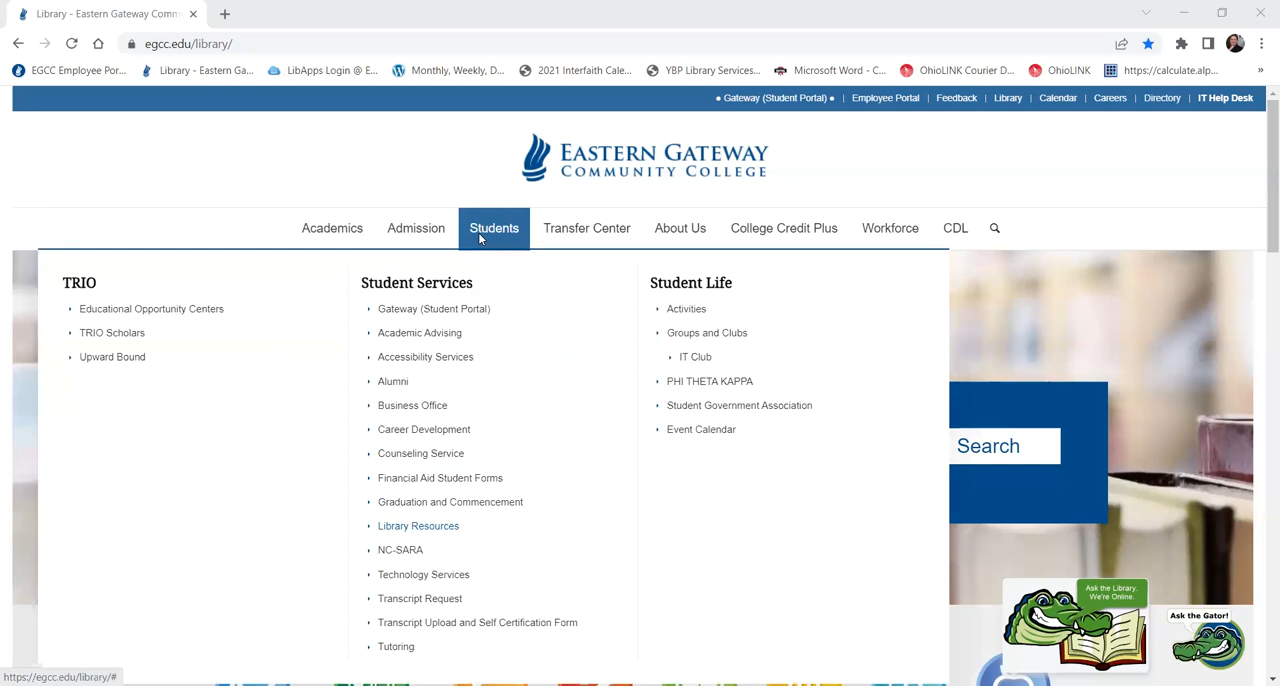 Library - Eastern Gateway Comm
egcc.edu/library/
EGCC Employee Por...
Library - Eastern Ga...
LibApps Login @ E...
Monthly, Weekly, D...
2021 Interfaith Cale...
YBP Library Services...
Microsoft Word - C...
OhioLINK Courier D...
OhioLINK
https://calculate.alp...
»
• Gateway (Student Portal) • | Employee Portal | Feedback | Library | Calendar | Careers | Directory | IT Help Desk
EASTERN GATEWAY
COMMUNITY COLLEGE
Academics Admission Students Transfer Center About Us College Credit Plus Workforce CDL
TRIO
Educational Opportunity Centers
TRIO Scholars
Upward Bound
Student Services
Gateway (Student Portal)
Academic Advising
Accessibility Services
Alumni
Business Office
Career Development
Counseling Service
Financial Aid Student Forms
Graduation and Commencement
Library Resources
NC-SARA
Technology Services
Transcript Request
Transcript Upload and Self Certification Form
Tutoring
Student Life
Activities
Groups and Clubs
IT Club
PHI THETA KAPPA
Student Government Association
Event Calendar
Search
Ask the Library.
We're Online.
Ask the Gator!
https://egcc.edu/library/#